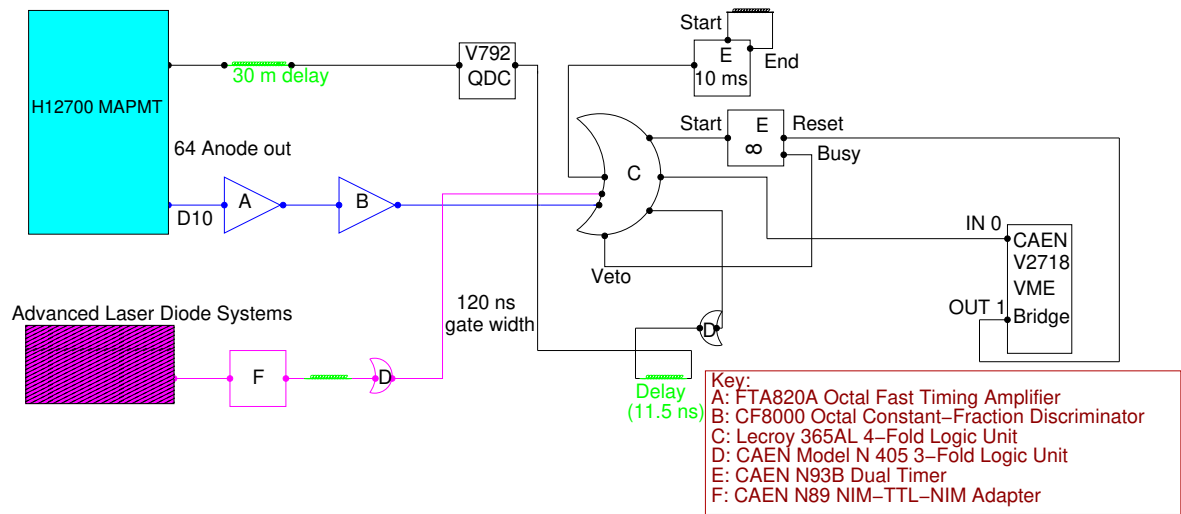 H12700 MAPMT
64 Anode out
D10
30 m delay
V792
QDC
A
B
C
Veto
Start
End
E
10 ms
Start
E
∞
Reset
Busy
IN 0
CAEN
V2718
VME
Bridge
OUT 1
Advanced Laser Diode Systems
F
D
120 ns
gate width
D
Delay
(11.5 ns)
Key:
A: FTA820A Octal Fast Timing Amplifier
B: CF8000 Octal Constant−Fraction Discriminator
C: Lecroy 365AL 4−Fold Logic Unit
D: CAEN Model N 405 3−Fold Logic Unit
E: CAEN N93B Dual Timer
F: CAEN N89 NIM−TTL−NIM Adapter